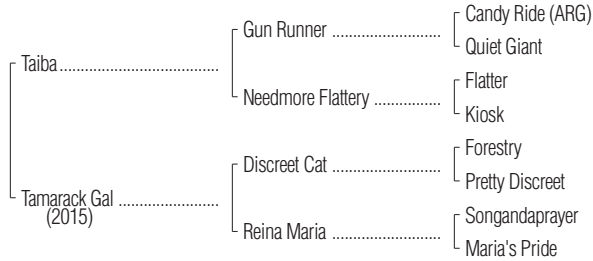 Candy Ride (ARG)
Gun Runner ........................
Quiet Giant
Taiba...................................
Flatter
Needmore Flattery ...............
Kiosk
Forestry
Discreet Cat ........................
Pretty Discreet
Tamarack Gal ......................
(2015)
Songandaprayer
Reina Maria ........................
Maria's Pride